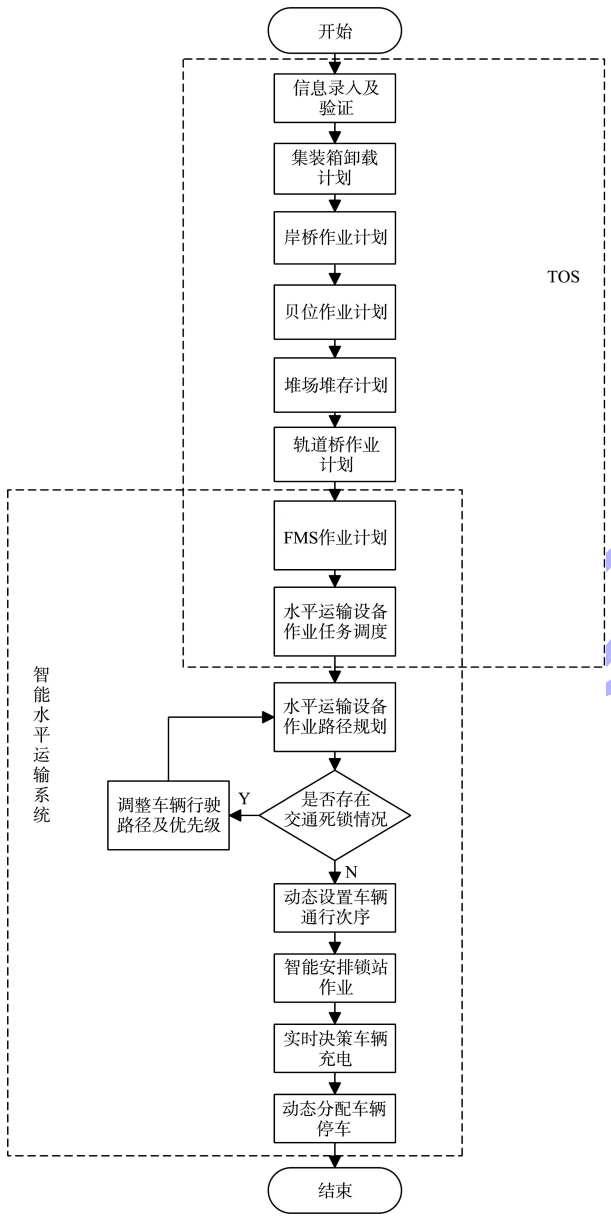 开始
信息录入及
验证
集装箱卸载
计划
岸桥作业计划
TOS
贝位作业计划
堆场堆存计划
轨道桥作业
计划
FMS作业计划
水平运输设备
作业任务调度
智能水平运输系统
水平运输设备
作业路径规划
调整车辆行驶
路径及优先级
Y
是否存在
交通死锁情况
N
动态设置车辆
通行次序
智能安排锁站
作业
实时决策车辆
充电
动态分配车辆
停车
结束